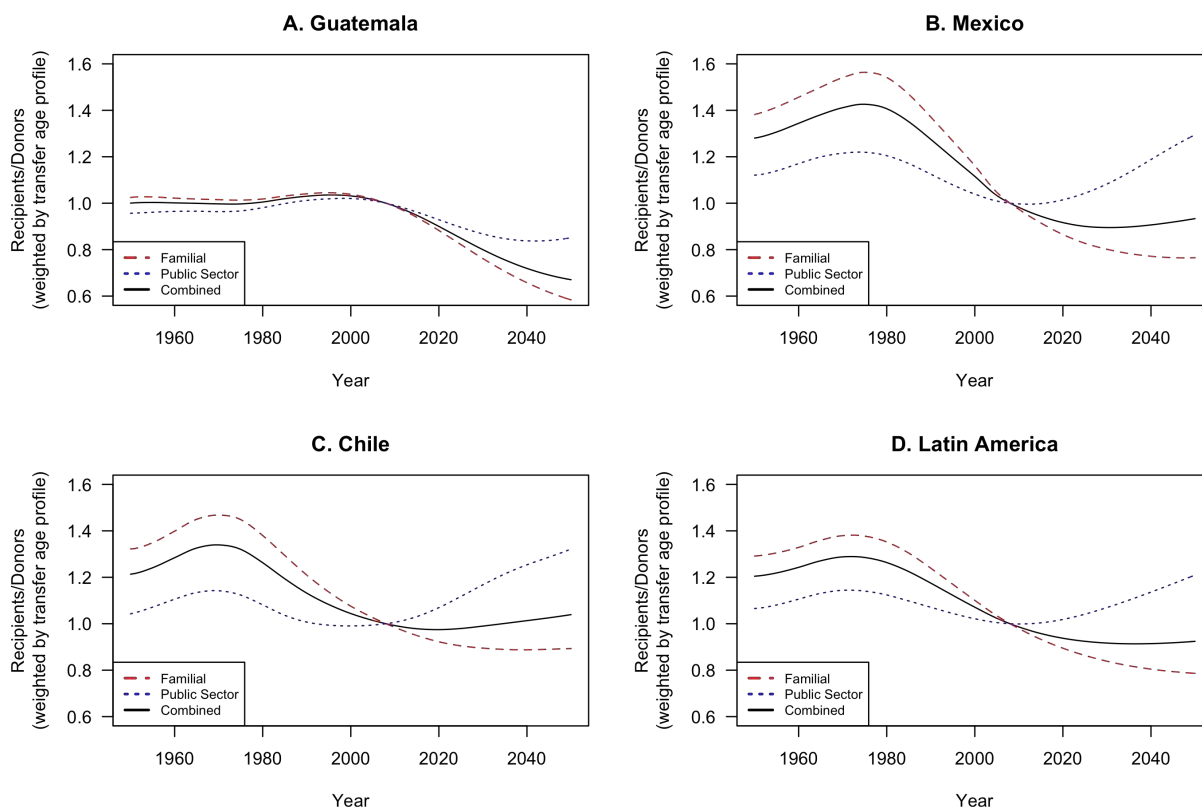 A. Guatemala
Recipients/Donors
(weighted by transfer age profile)
1.6
1.4
1.2
1.0
0.8
0.6
Familial
Public Sector
Combined
1960
1980
2000
2020
2040
Year
B. Mexico
Recipients/Donors
(weighted by transfer age profile)
1.6
1.4
1.2
1.0
0.8
0.6
Familial
Public Sector
Combined
1960
1980
2000
2020
2040
Year
C. Chile
Recipients/Donors
(weighted by transfer age profile)
1.6
1.4
1.2
1.0
0.8
0.6
Familial
Public Sector
Combined
1960
1980
2000
2020
2040
Year
D. Latin America
Recipients/Donors
(weighted by transfer age profile)
1.6
1.4
1.2
1.0
0.8
0.6
Familial
Public Sector
Combined
1960
1980
2000
2020
2040
Year